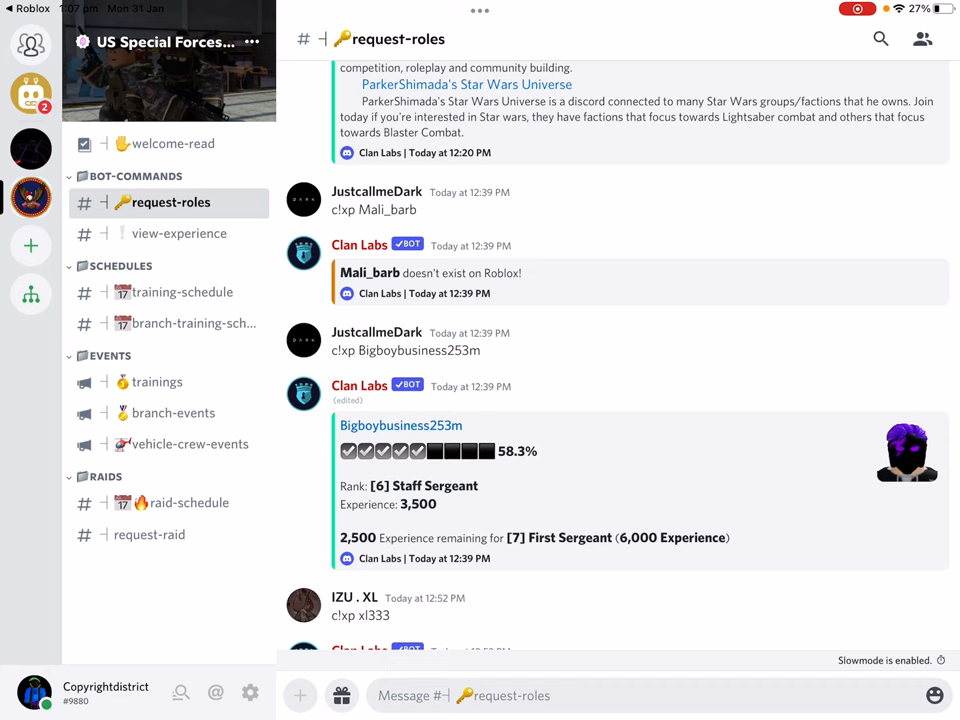 Roblox 1:07 pm Mon 31 Jan
27%
US Special Forces...
welcome-read
BOT-COMMANDS
request-roles
view-experience
SCHEDULES
training-schedule
branch-training-sch...
EVENTS
trainings
branch-events
vehicle-crew-events
RAIDS
raid-schedule
request-raid
2
Copyrightdistrict
#9880
# request-roles
competition, roleplay and community building.
ParkerShimada's Star Wars Universe
ParkerShimada's Star Wars Universe is a discord connected to many Star Wars groups/factions that he owns. Join
today if you're interested in Star wars, they have factions that focus towards Lightsaber combat and others that focus
towards Blaster Combat.
Clan Labs | Today at 12:20 PM
DARK
JustcallmeDark Today at 12:39 PM
c!xp Mali_barb
Clan Labs BOT Today at 12:39 PM
Mali_barb doesn't exist on Roblox!
Clan Labs | Today at 12:39 PM
DARK
JustcallmeDark Today at 12:39 PM
c!xp Bigboybusiness253m
Clan Labs BOT Today at 12:39 PM
(edited)
Bigboybusiness253m
58.3%
Rank: [6] Staff Sergeant
Experience: 3,500
2,500 Experience remaining for [7] First Sergeant (6,000 Experience)
Clan Labs | Today at 12:39 PM
IZU . XL Today at 12:52 PM
c!xp xl333
Slowmode is enabled.
Message # request-roles